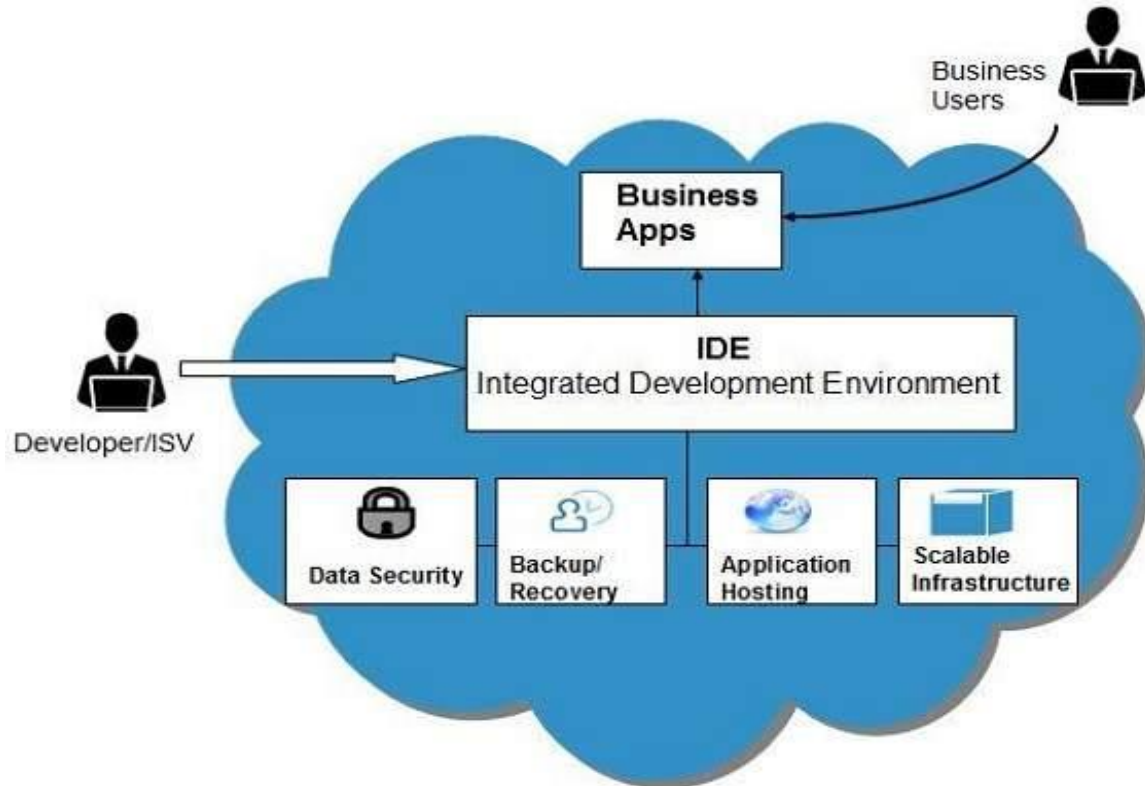 Business
Users
Business
Apps
IDE
Integrated Development Environment
Developer/ISV
Data Security
Backup/
Recovery
Application
Hosting
Scalable
Infrastructure